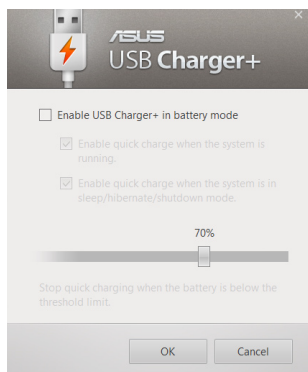 ASUS
USB Charger+
Enable USB Charger+ in battery mode
Enable quick charge when the system is
running.
Enable quick charge when the system is in
sleep/hibernate/shutdown mode.
70%
Stop quick charging when the battery is below the
threshold limit.
OK
Cancel